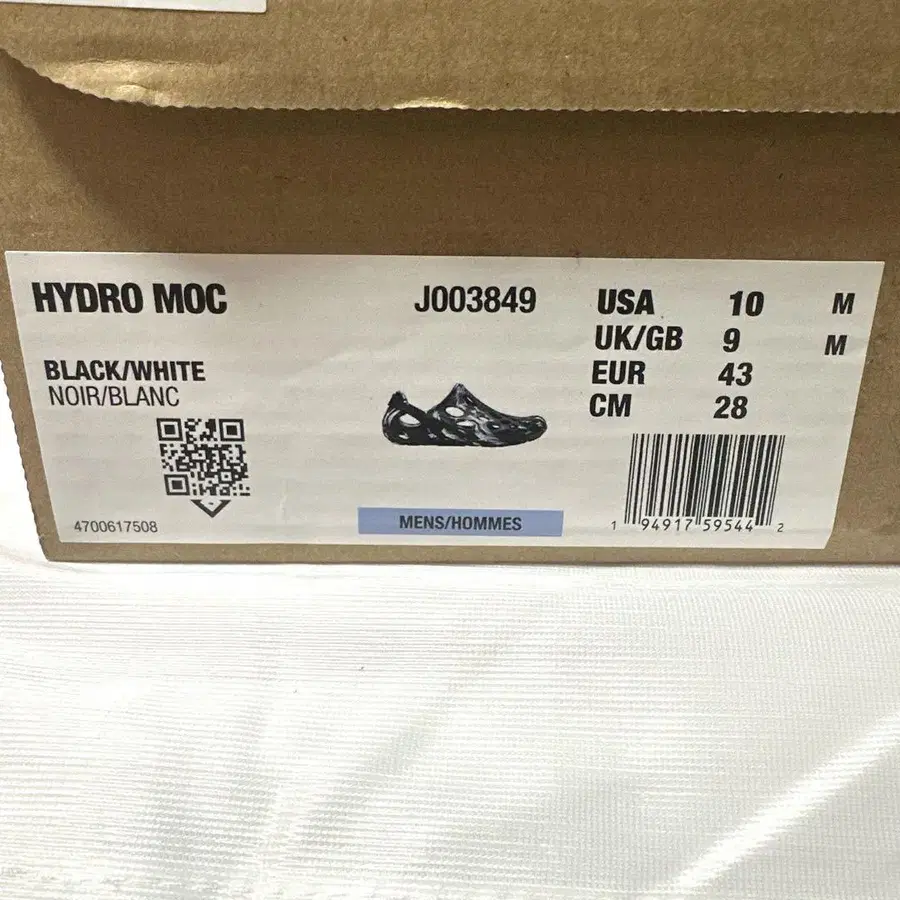 HYDRO MOC
J003849
BLACK/WHITE
NOIR/BLANC
4700617508
MENS/HOMMES
USA 10 M
UK/GB 9 M
EUR 43
CM 28
1 94917 59544 2